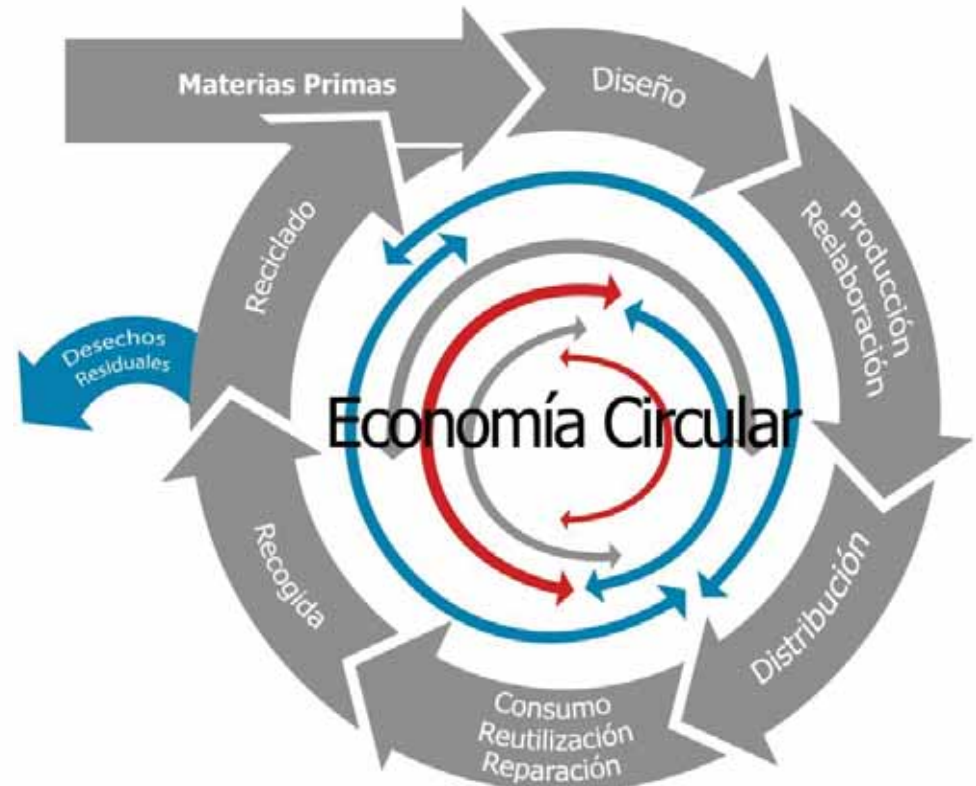 Materias Primas
Diseño
Producción
Reelaboración
Distribución
Consumo
Reutilización
Reparación
Recogida
Reciclado
Desechos
Residuales
Economía Circular